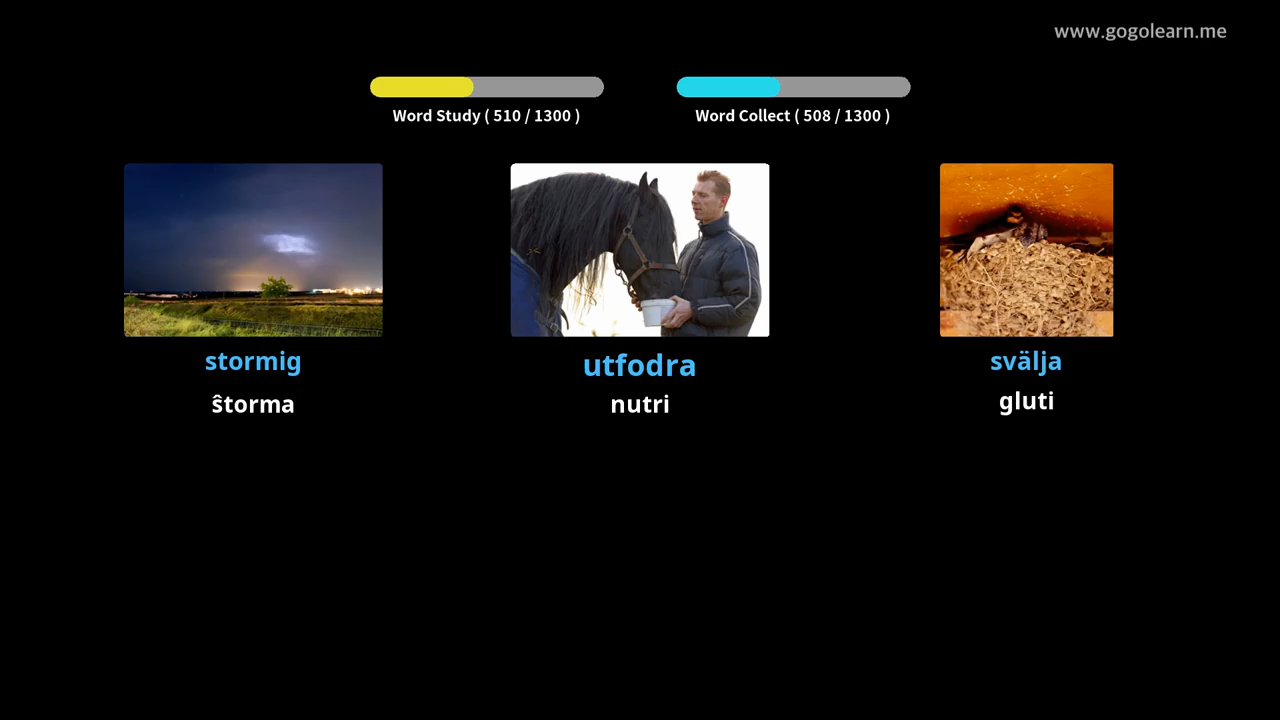 www.gogolearn.me
Word Study ( 510 / 1300 )
Word Collect ( 508 / 1300 )
stormig
ŝtorma
utfodra
nutri
svälja
gluti